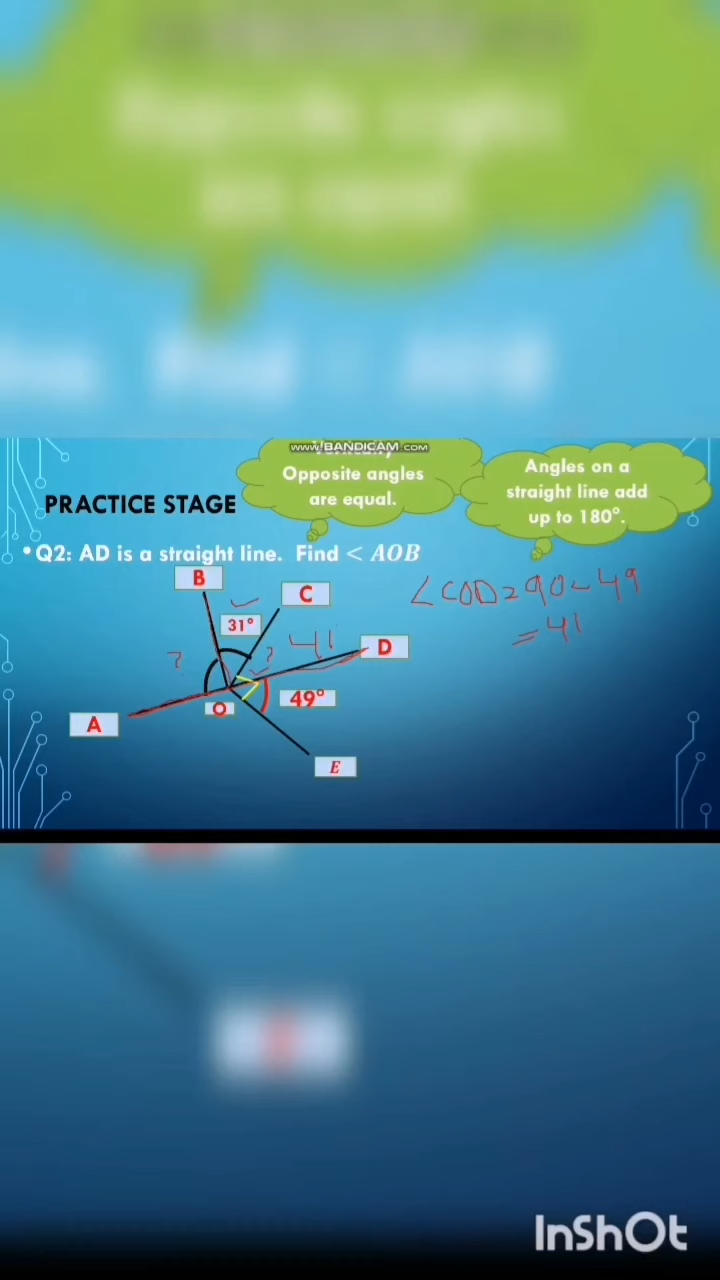 www.BANDICAM.com
Opposite angles
are equal.
Angles on a
straight line add
up to 180°.
PRACTICE STAGE
•Q2: AD is a straight line. Find < AOB
B
C
31°
∠COD=90-49
=41
?
?
41
D
A
O
49°
E
InShOt